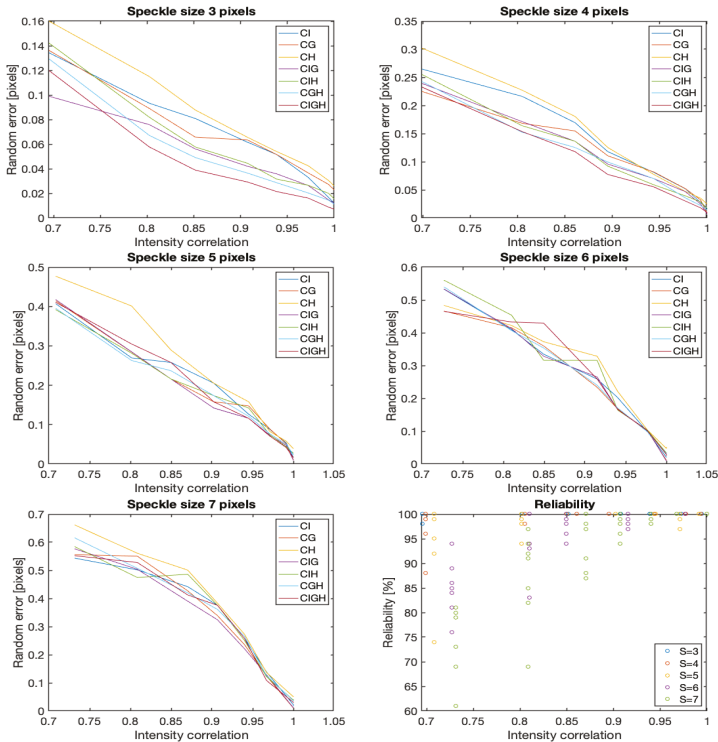 Speckle size 3 pixels
Random error [pixels]
0.16
0.14
0.12
0.1
0.08
0.06
0.04
0.02
0
CI
CG
CH
CIG
CIH
CGH
CIGH
0.7 0.75 0.8 0.85 0.9 0.95 1
Intensity correlation
Speckle size 4 pixels
Random error [pixels]
0.35
0.3
0.25
0.2
0.15
0.1
0.05
0
CI
CG
CH
CIG
CIH
CGH
CIGH
0.7 0.75 0.8 0.85 0.9 0.95 1
Intensity correlation
Speckle size 5 pixels
Random error [pixels]
0.5
0.4
0.3
0.2
0.1
0
CI
CG
CH
CIG
CIH
CGH
CIGH
0.7 0.75 0.8 0.85 0.9 0.95 1 1.05
Intensity correlation
Speckle size 6 pixels
Random error [pixels]
0.6
0.5
0.4
0.3
0.2
0.1
0
CI
CG
CH
CIG
CIH
CGH
CIGH
0.7 0.75 0.8 0.85 0.9 0.95 1 1.05
Intensity correlation
Speckle size 7 pixels
Random error [pixels]
0.7
0.6
0.5
0.4
0.3
0.2
0.1
0
CI
CG
CH
CIG
CIH
CGH
CIGH
0.7 0.75 0.8 0.85 0.9 0.95 1 1.05
Intensity correlation
Reliability
Reliability [%]
100
95
90
85
80
75
70
65
60
S=3
S=4
S=5
S=6
S=7
0.7 0.75 0.8 0.85 0.9 0.95 1
Intensity correlation